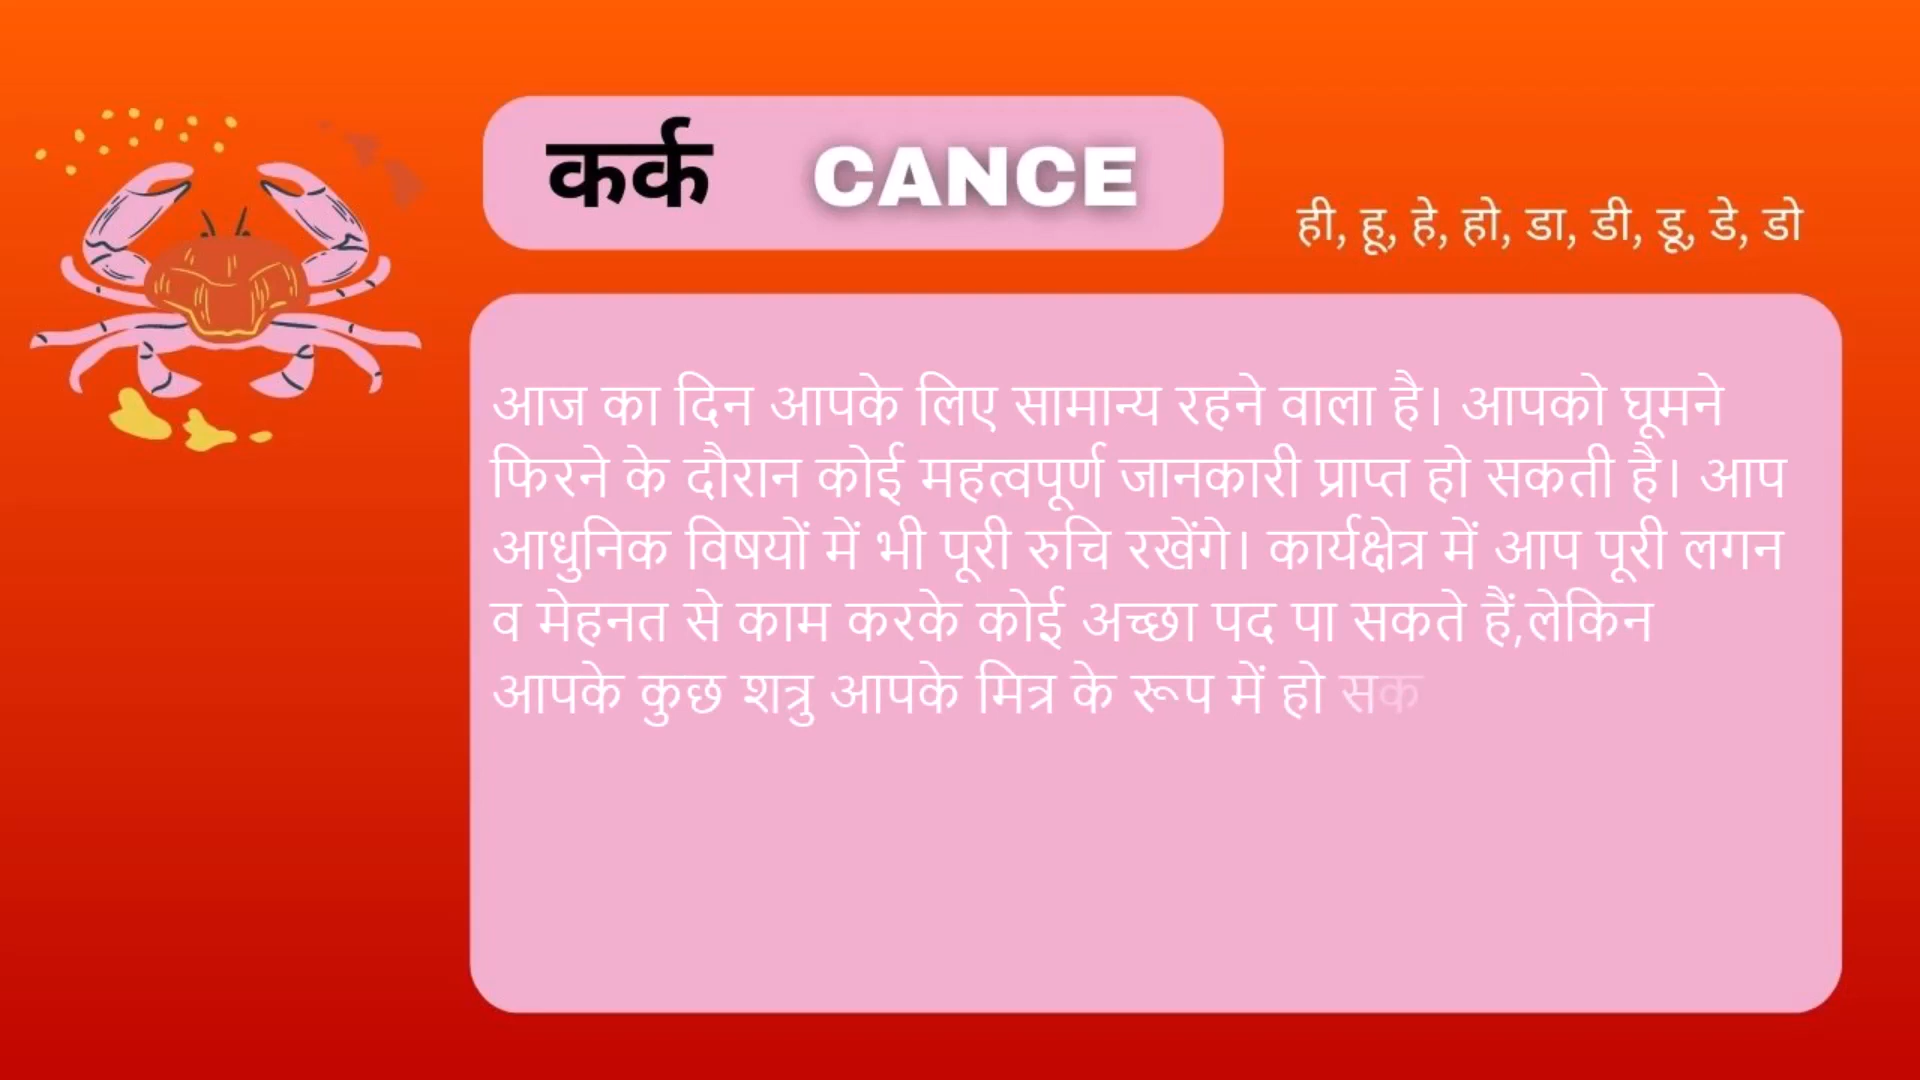 कर्क CANCE
ही, हू, हे, हो, डा, डी, डू, डे, डो
आज का दिन आपके लिए सामान्य रहने वाला है। आपको घूमने
फिरने के दौरान कोई महत्वपूर्ण जानकारी प्राप्त हो सकती है। आप
आधुनिक विषयों में भी पूरी रुचि रखेंगे। कार्यक्षेत्र में आप पूरी लगन
व मेहनत से काम करके कोई अच्छा पद पा सकते हैं,लेकिन
आपके कुछ शत्रु आपके मित्र के रूप में हो सक